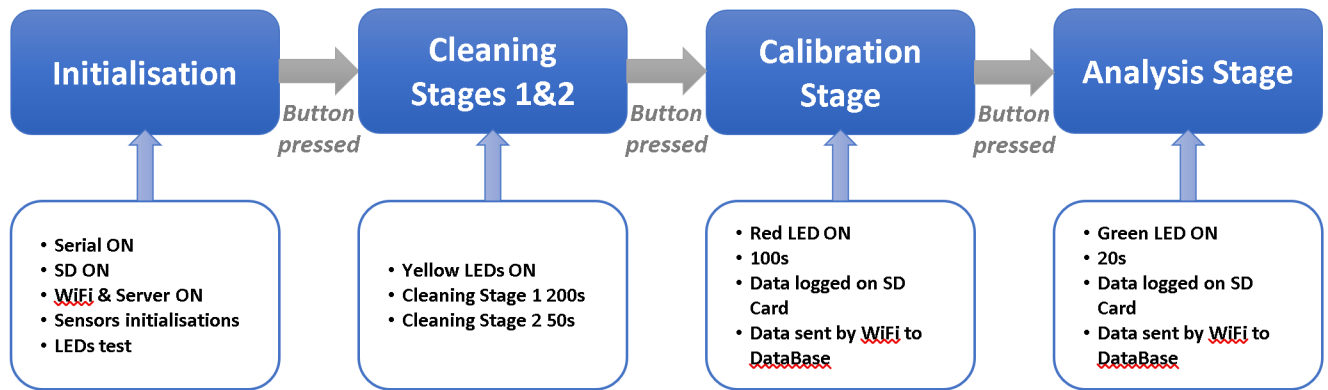 Initialisation
Button
pressed
Cleaning
Stages 1&2
Button
pressed
Calibration
Stage
Button
pressed
Analysis Stage
• Serial ON
• SD ON
• WiFi & Server ON
• Sensors initialisations
• LEDs test
• Yellow LEDs ON
• Cleaning Stage 1 200s
• Cleaning Stage 2 50s
• Red LED ON
• 100s
• Data logged on SD
Card
• Data sent by WiFi to
DataBase
• Green LED ON
• 20s
• Data logged on SD
Card
• Data sent by WiFi to
DataBase